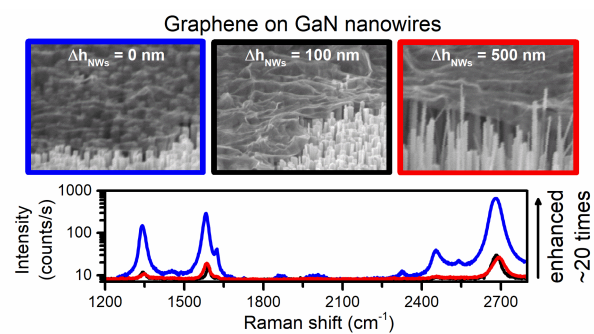 Graphene on GaN nanowires
Δh_NWs = 0 nm
Δh_NWs = 100 nm
Δh_NWs = 500 nm
Intensity
(counts/s)
1000
100
10
1200
1500
1800
2100
2400
2700
Raman shift (cm⁻¹)
enhanced
~20 times